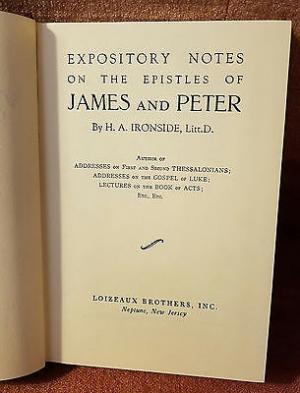 EXPOSITORY NOTES
ON THE EPISTLES OF
JAMES AND PETER
By H. A. IRONSIDE, Litt.D.
AUTHOR OF
ADDRESSES ON FIRST AND SECOND THESSALONIANS;
ADDRESSES ON THE GOSPEL OF LUKE;
LECTURES ON THE BOOK OF ACTS;
ETC., ETC.
LOIZEAUX BROTHERS, INC.
Neptune, New Jersey